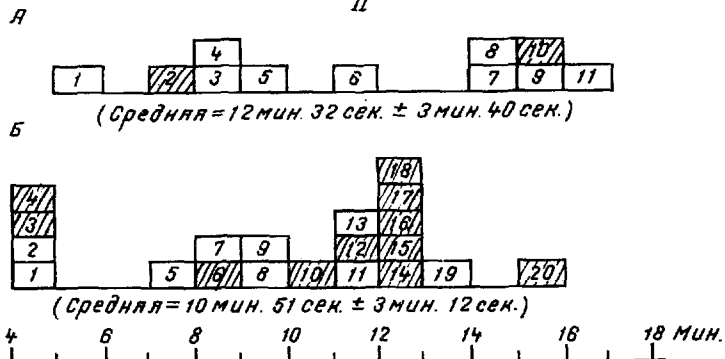 II
А
4 8 10
1 2 3 5 6 7 9 11
(Средняя = 12 мин. 32 сек. ± 3 мин. 40 сек.)
Б
18
4 17
3 13 16
2 7 9 12 15
1 5 6 8 10 11 14 19 20
(Средняя = 10 мин. 51 сек. ± 3 мин. 12 сек.)
4 6 8 10 12 14 16 18 Мин.